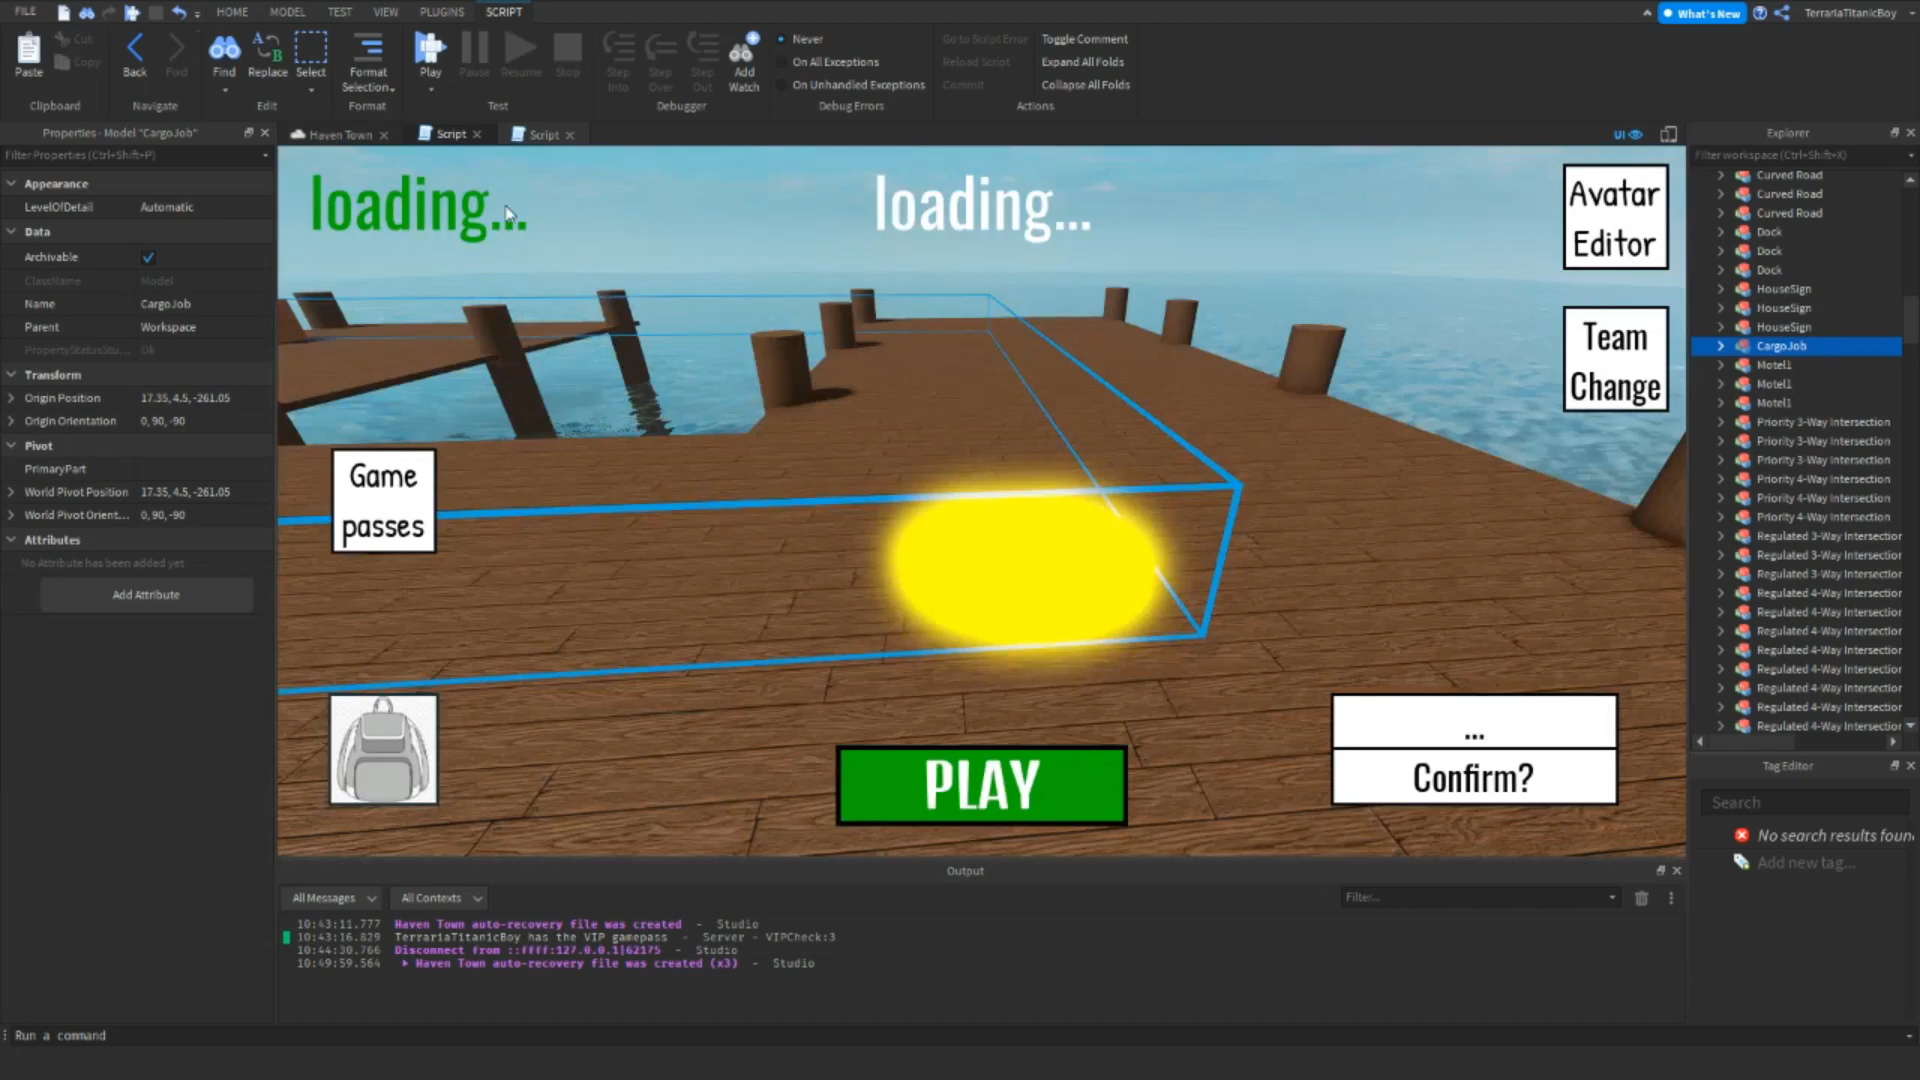 FILE
HOME
MODEL
TEST
VIEW
PLUGINS
SCRIPT
What's New
TerrariaTitanicBoy
Paste
Cut
Copy
Clipboard
Back
Fwd
Navigate
Find
Replace
Select
Edit
Format
Selection
Format
Play
Pause
Resume
Stop
Test
Step
Into
Step
Over
Step
Out
Add
Watch
Debugger
Never
On All Exceptions
On Unhandled Exceptions
Debug Errors
Go to Script Error
Reload Script
Commit
Toggle Comment
Expand All Folds
Collapse All Folds
Actions
Properties - Model "CargoJob"
Filter Properties (Ctrl+Shift+P)
Appearance
LevelOfDetail Automatic
Data
Archivable
ClassName Model
Name CargoJob
Parent Workspace
PropertyStatusStu... Ok
Transform
Origin Position 17.35, 4.5, -261.05
Origin Orientation 0, 90, -90
Pivot
PrimaryPart
World Pivot Position 17.35, 4.5, -261.05
World Pivot Orient... 0, 90, -90
Attributes
No Attribute has been added yet
Add Attribute
Haven Town
Script
Script
UI
loading...
loading...
Avatar
Editor
Team
Change
Game
passes
PLAY
...
Confirm?
Output
All Messages
All Contexts
Filter...
10:43:11.777 Haven Town auto-recovery file was created - Studio
10:43:16.829 TerrariaTitanicBoy has the VIP gamepass - Server - VIPCheck:3
10:44:30.766 Disconnect from ::ffff:127.0.0.1|62175 - Studio
10:49:59.564 Haven Town auto-recovery file was created (x3) - Studio
Run a command
Explorer
Filter workspace (Ctrl+Shift+X)
Curved Road
Curved Road
Curved Road
Dock
Dock
Dock
HouseSign
HouseSign
HouseSign
CargoJob
Motel1
Motel1
Motel1
Priority 3-Way Intersection
Priority 3-Way Intersection
Priority 3-Way Intersection
Priority 4-Way Intersection
Priority 4-Way Intersection
Priority 4-Way Intersection
Regulated 3-Way Intersection
Regulated 3-Way Intersection
Regulated 3-Way Intersection
Regulated 4-Way Intersection
Regulated 4-Way Intersection
Regulated 4-Way Intersection
Regulated 4-Way Intersection
Regulated 4-Way Intersection
Regulated 4-Way Intersection
Regulated 4-Way Intersection
Regulated 4-Way Intersection
Tag Editor
Search
No search results foun
Add new tag...